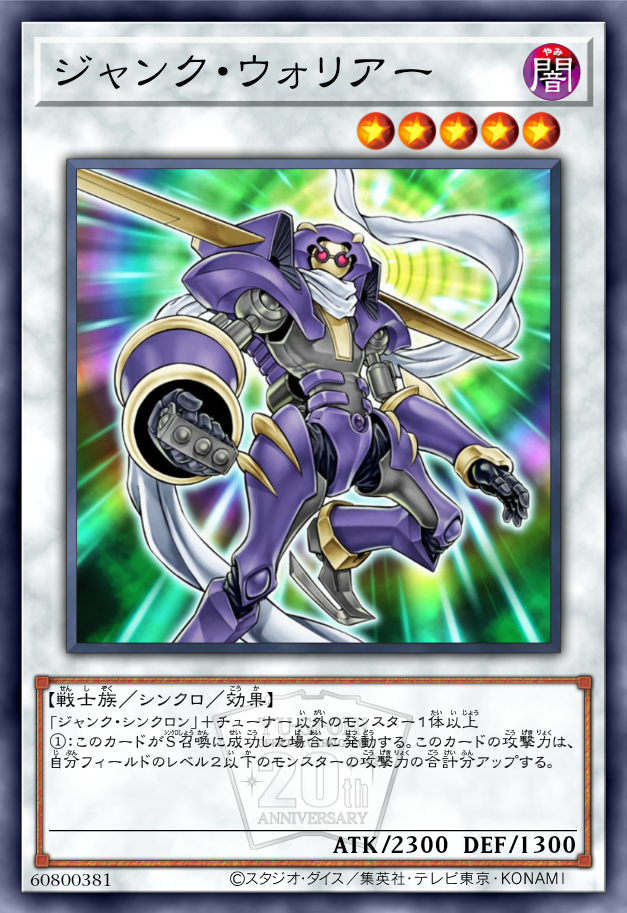 ジャンク・ウォリアー
やみ
闇
【戦士族／シンクロ／効果】
「ジャンク・シンクロン」＋チューナー以外のモンスター１体以上
①：このカードがＳ召喚に成功した場合に発動する。このカードの攻撃力は、
自分フィールドのレベル２以下のモンスターの攻撃力の合計分アップする。
20th
ANNIVERSARY
ATK/2300 DEF/1300
60800381 ©スタジオ・ダイス／集英社・テレビ東京・KONAMI